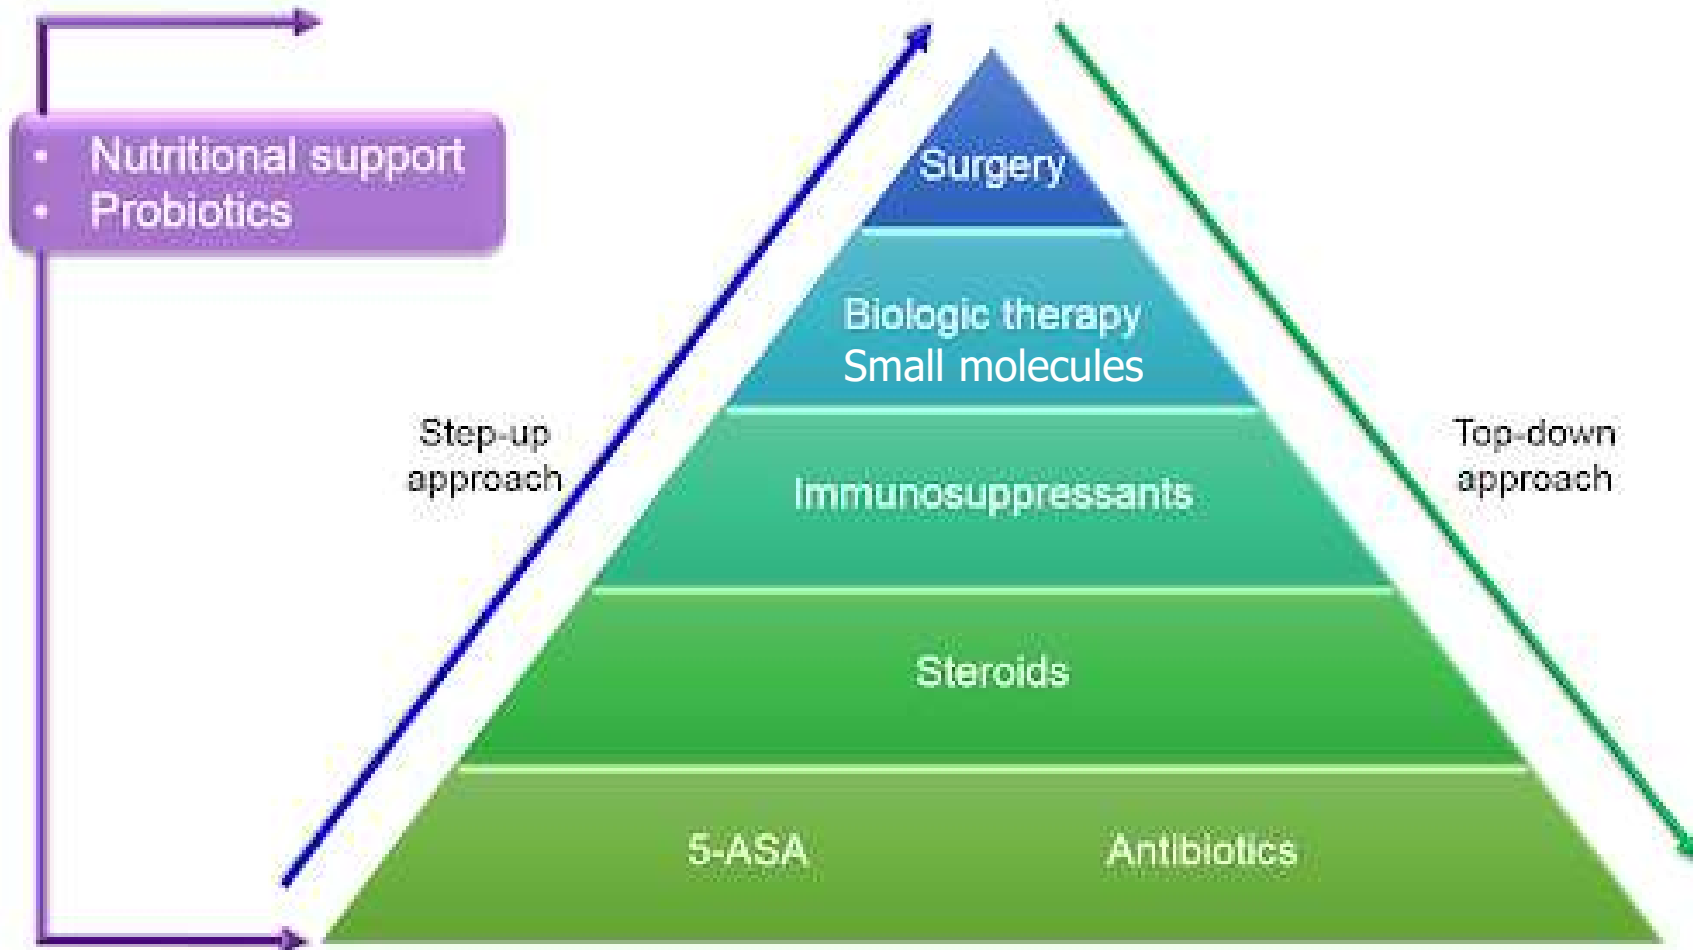 • Nutritional support
• Probiotics
Surgery
Biologic therapy
Small molecules
Step-up
approach
Top-down
approach
Immunosuppressants
Steroids
5-ASA Antibiotics